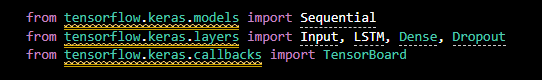 from tensorflow.keras.models import Sequential
from tensorflow.keras.layers import Input, LSTM, Dense, Dropout
from tensorflow.keras.callbacks import TensorBoard